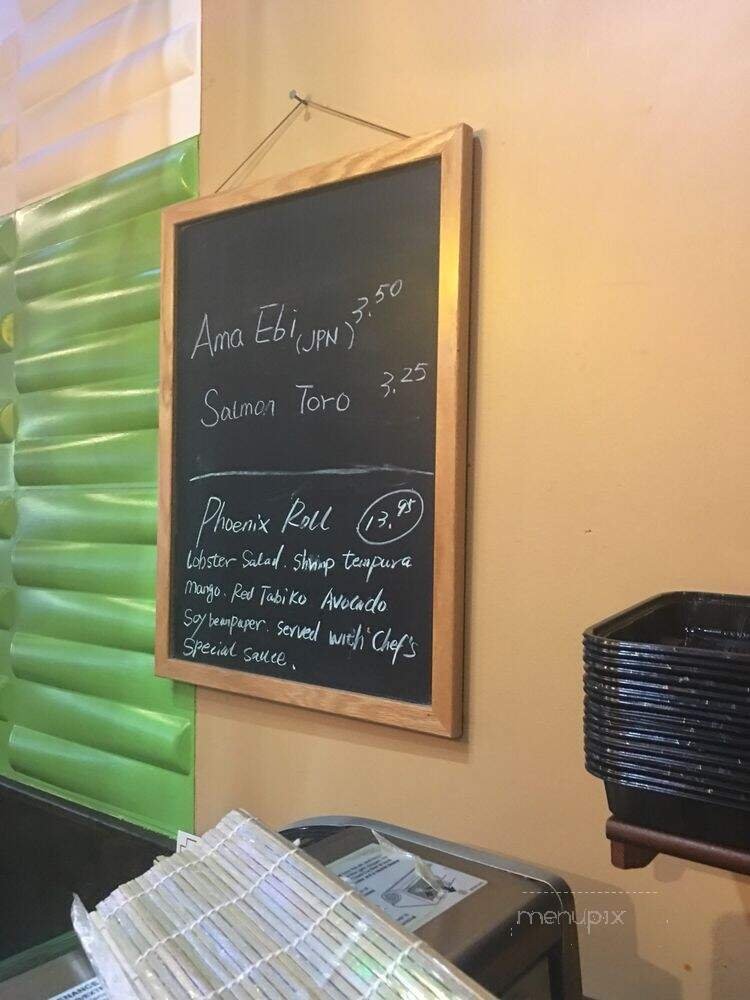 Ama Ebi (JPN) 3.50
Salmon Toro 3.25
Phoenix Roll 13.95
Lobster Salad. Shrimp tempura
mango. Red Tabiko Avocado
Soybeanpaper. served with Chef's
Special sauce.
menupix